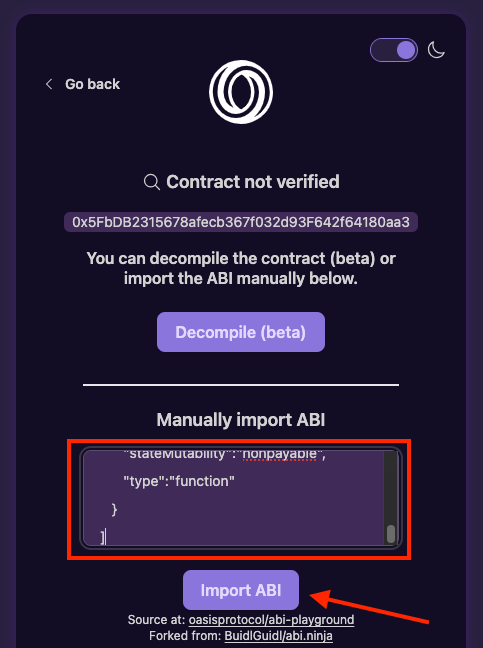 Go back
Contract not verified
0x5FbDB2315678afecb367f032d93F642f64180aa3
You can decompile the contract (beta) or
import the ABI manually below.
Decompile (beta)
Manually import ABI
"stateMutability":"nonpayable",
"type":"function"
}
]
Import ABI
Source at: oasisprotocol/abi-playground
Forked from: BuidlGuidl/abi.ninja